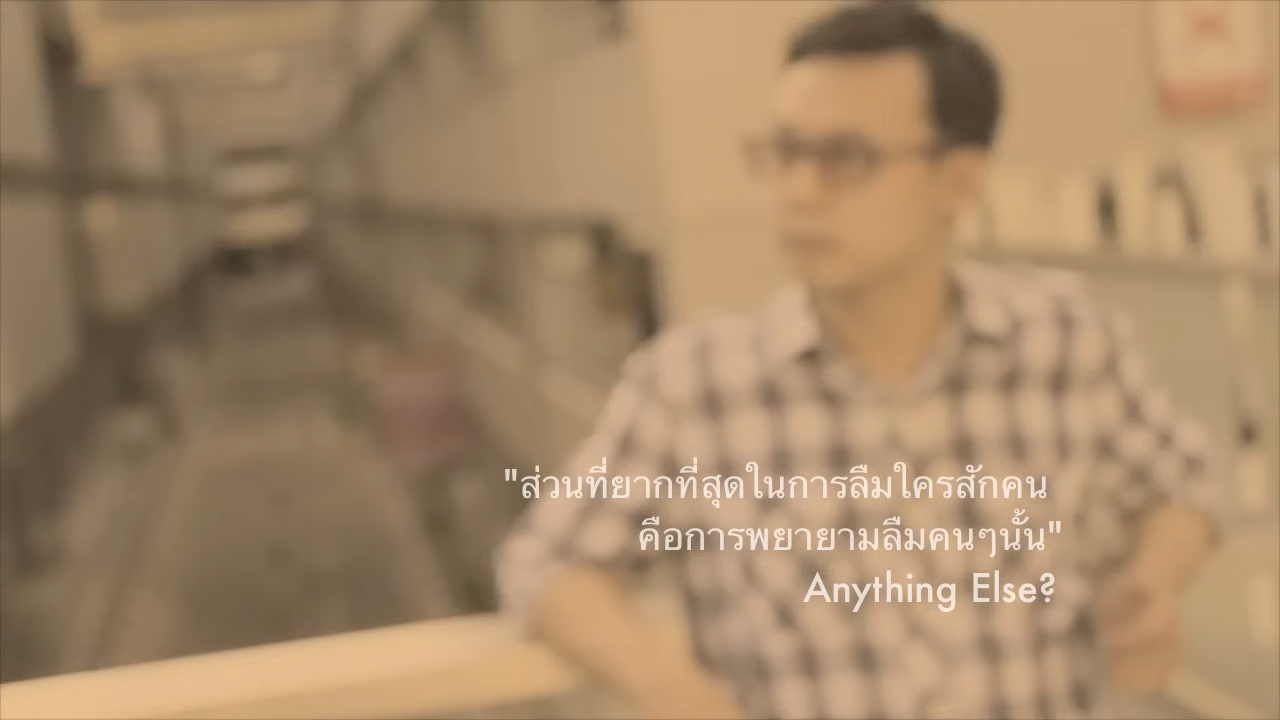 "ส่วนที่ยากที่สุดในการลืมใครสักคน
คือการพยายามลืมคนๆนั้น"
Anything Else?